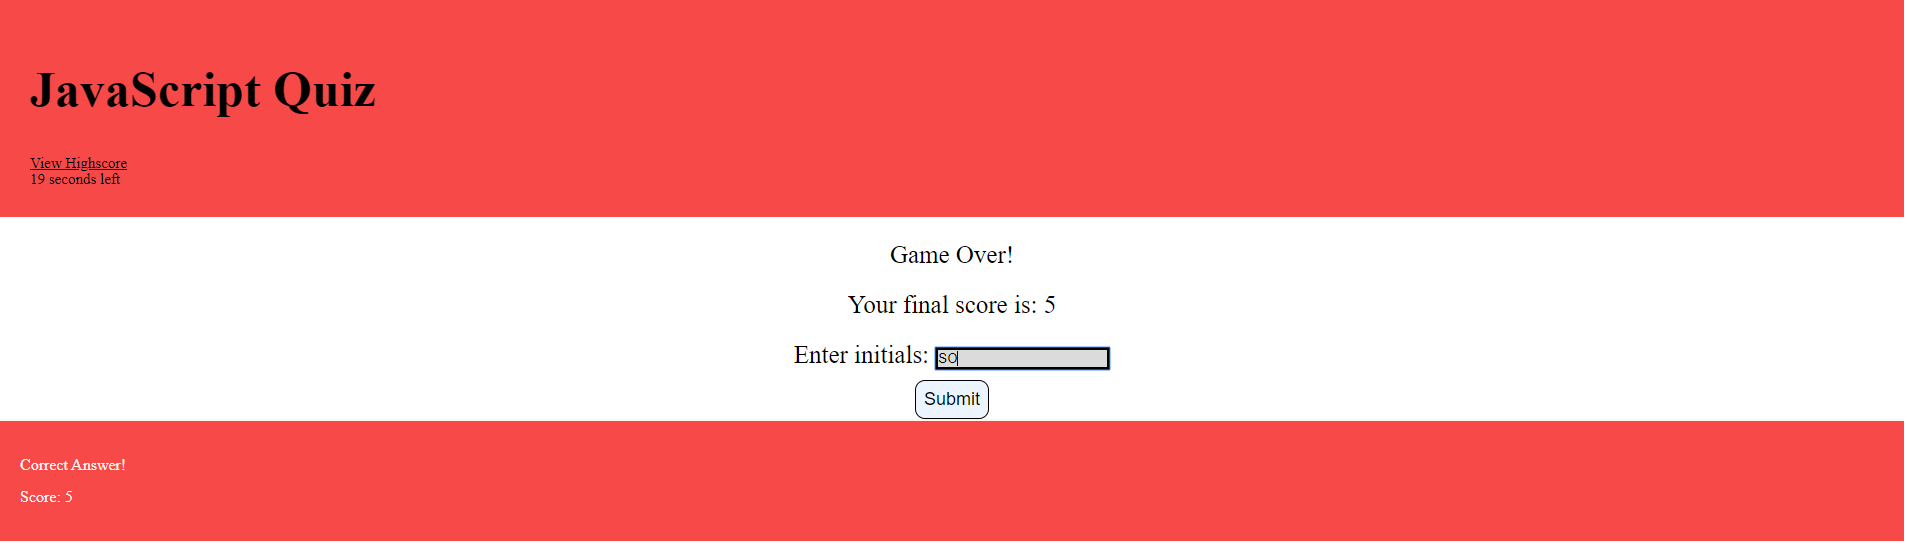 JavaScript Quiz
View Highscore
19 seconds left
Game Over!
Your final score is: 5
Enter initials: so
Submit
Correct Answer!
Score: 5